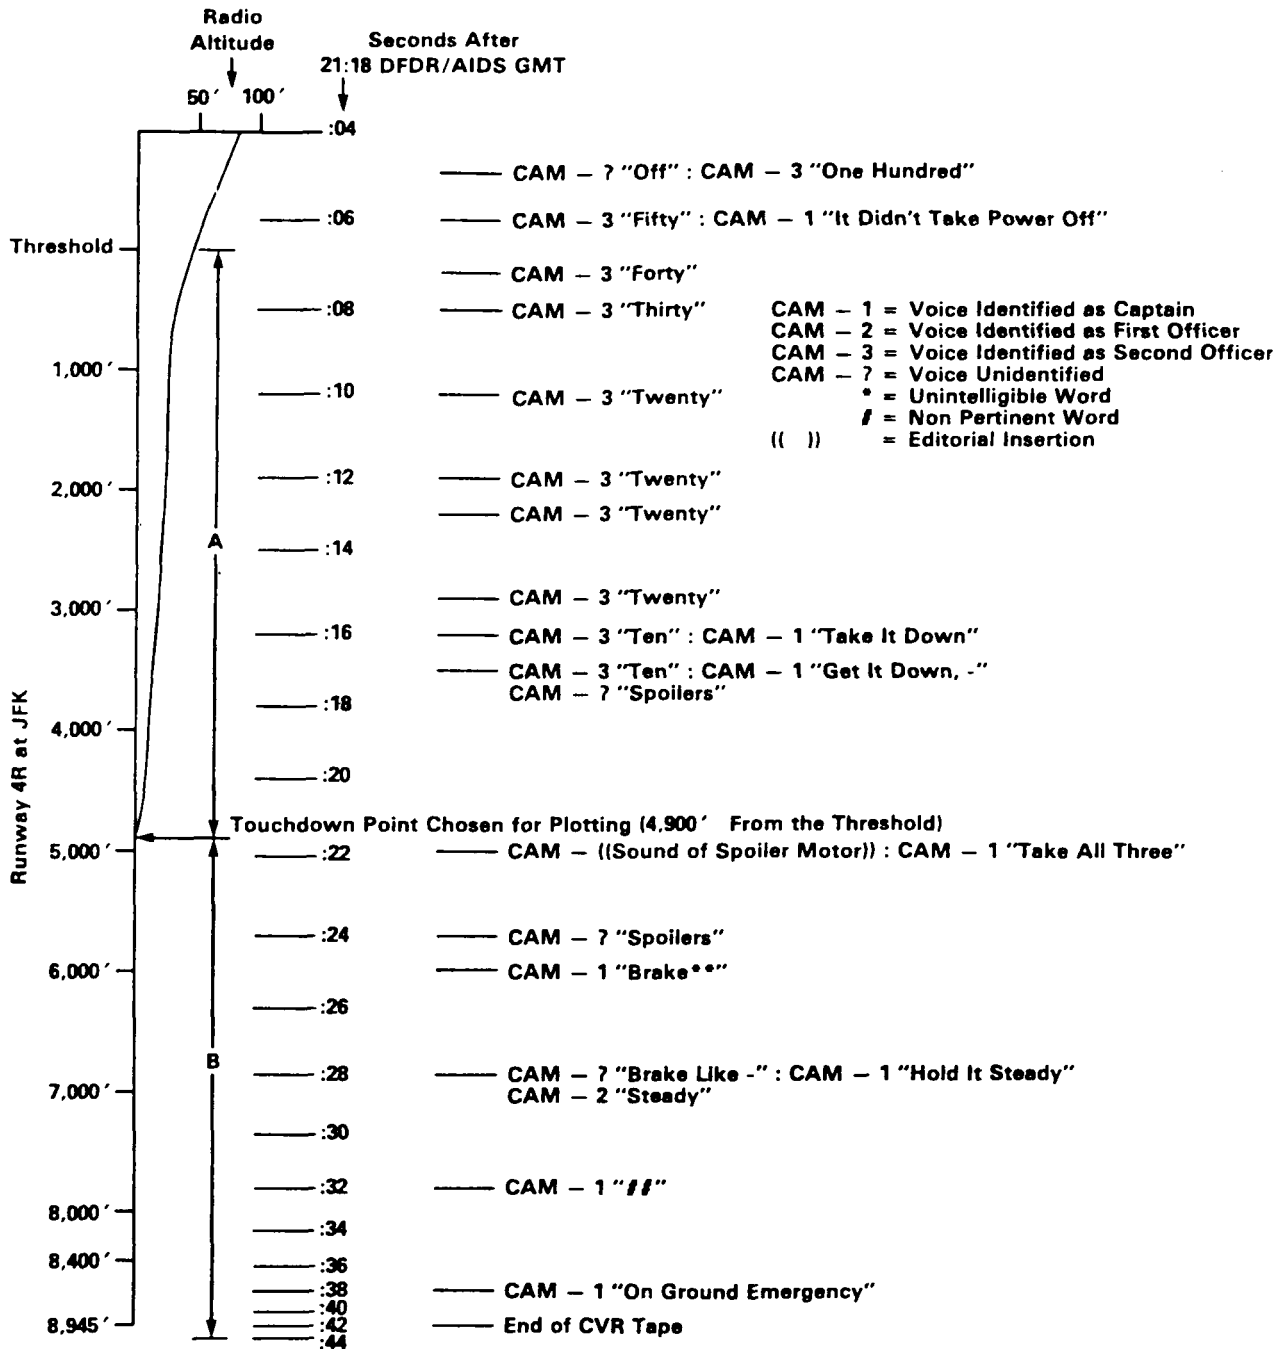 Radio
Altitude
Seconds After
21:18 DFDR/AIDS GMT
50′ 100′
:04
CAM – ? "Off" : CAM – 3 "One Hundred"
:06 CAM – 3 "Fifty" : CAM – 1 "It Didn't Take Power Off"
Threshold
CAM – 3 "Forty"
:08 CAM – 3 "Thirty"
CAM – 1 = Voice Identified as Captain
CAM – 2 = Voice Identified as First Officer
CAM – 3 = Voice Identified as Second Officer
CAM – ? = Voice Unidentified
* = Unintelligible Word
# = Non Pertinent Word
(( )) = Editorial Insertion
1,000′
:10 CAM – 3 "Twenty"
:12 CAM – 3 "Twenty"
2,000′
CAM – 3 "Twenty"
A
:14
CAM – 3 "Twenty"
3,000′
:16 CAM – 3 "Ten" : CAM – 1 "Take It Down"
CAM – 3 "Ten" : CAM – 1 "Get It Down, -"
CAM – ? "Spoilers"
:18
4,000′
:20
Runway 4R at JFK
Touchdown Point Chosen for Plotting (4,900′ From the Threshold)
5,000′
:22 CAM – ((Sound of Spoiler Motor)) : CAM – 1 "Take All Three"
:24 CAM – ? "Spoilers"
6,000′ CAM – 1 "Brake**"
:26
B
:28 CAM – ? "Brake Like -" : CAM – 1 "Hold It Steady"
CAM – 2 "Steady"
7,000′
:30
:32 CAM – 1 "##"
8,000′
:34
8,400′
:36
:38 CAM – 1 "On Ground Emergency"
:40
8,945′ :42 End of CVR Tape
:44